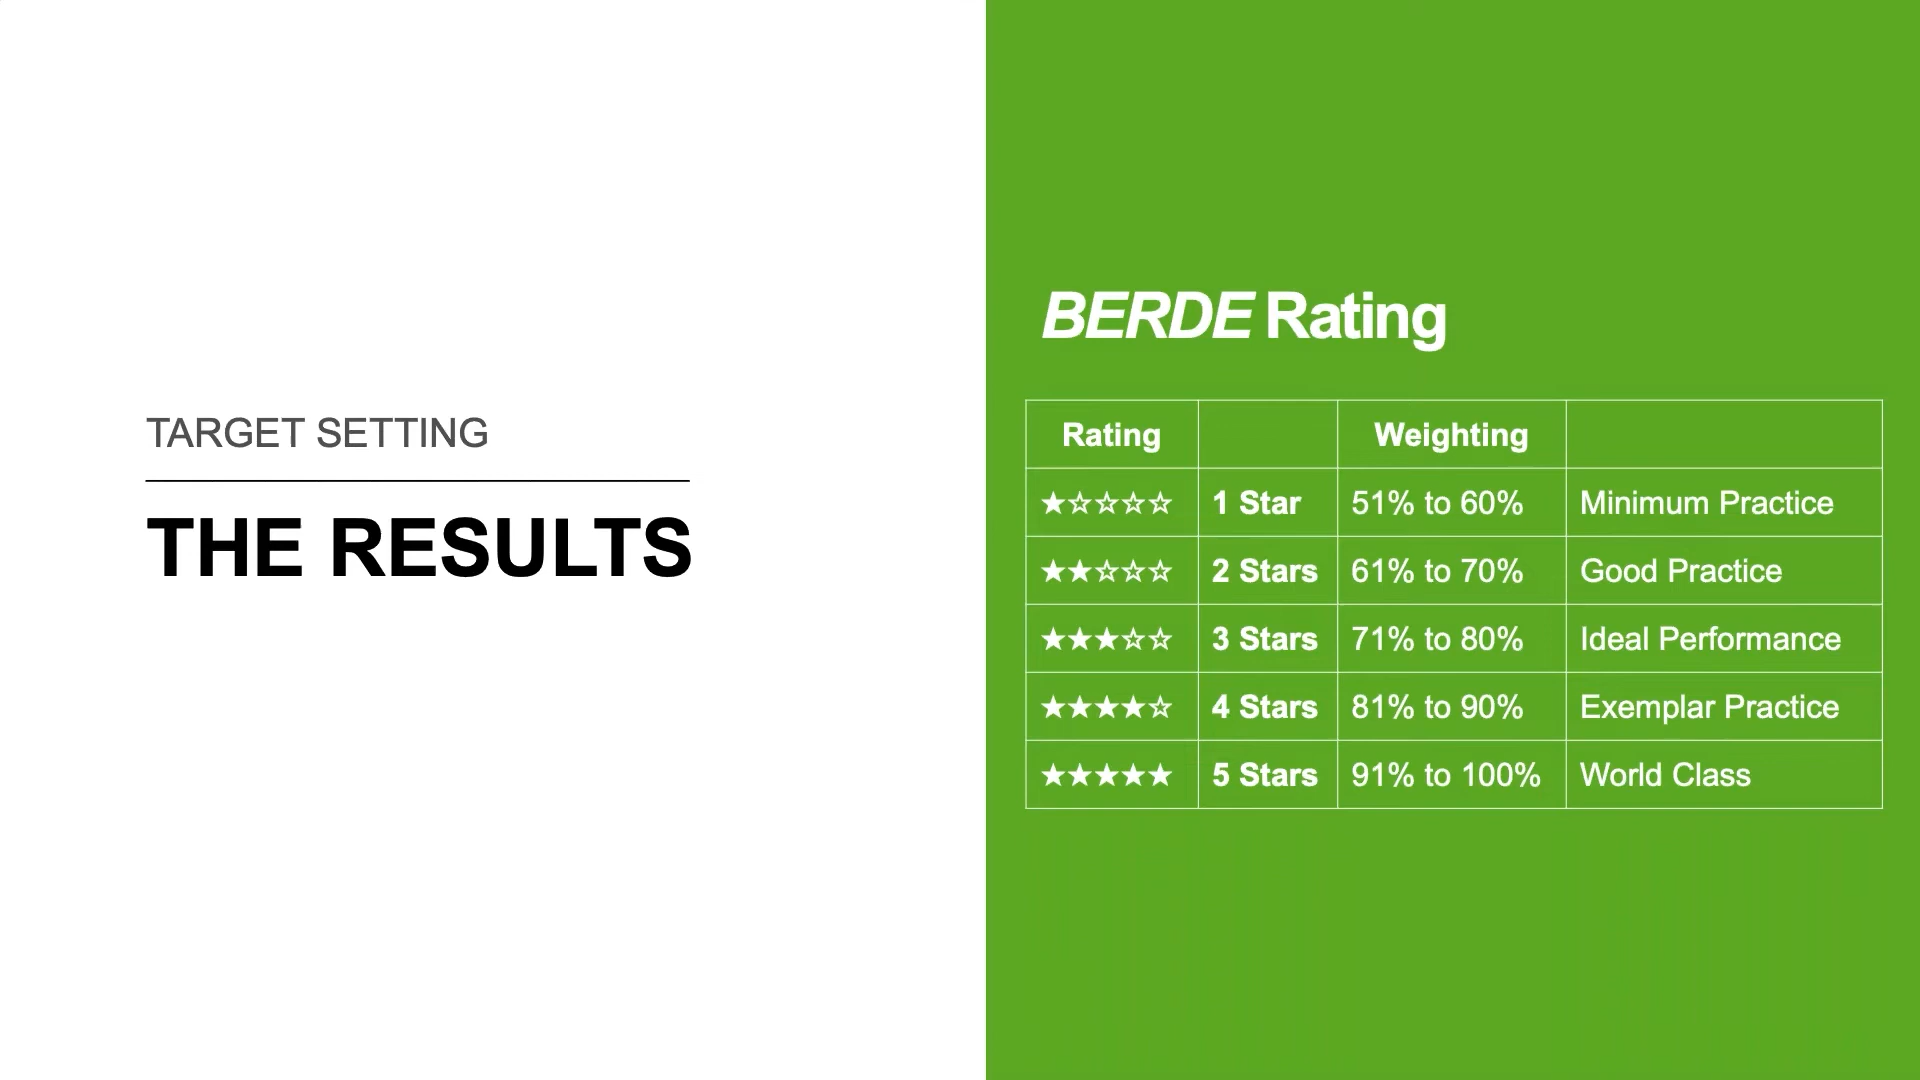 TARGET SETTING
THE RESULTS
BERDE Rating
Rating Weighting
★☆☆☆☆ 1 Star 51% to 60% Minimum Practice
★★☆☆☆ 2 Stars 61% to 70% Good Practice
★★★☆☆ 3 Stars 71% to 80% Ideal Performance
★★★★☆ 4 Stars 81% to 90% Exemplar Practice
★★★★★ 5 Stars 91% to 100% World Class